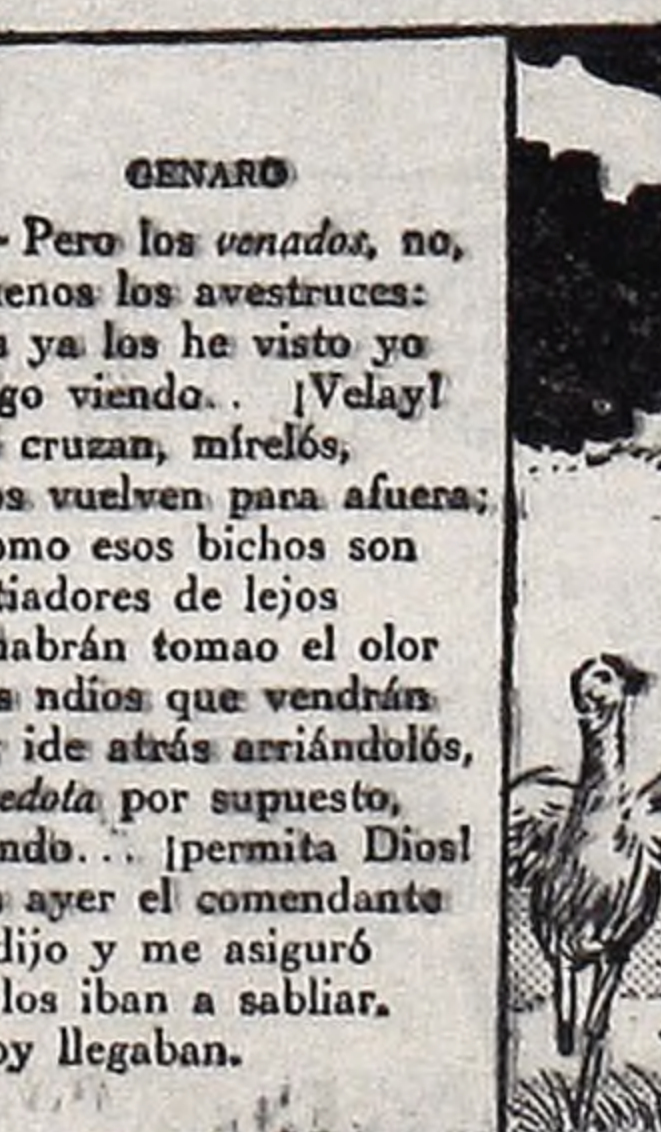 GENARO
- Pero los venados, no,
enos los avestruces:
ya los he visto yo
go viendo.. ¡Velay!
cruzan, mírelós,
os vuelven para afuera;
omo esos bichos son
tiadores de lejos
habrán tomao el olor
s ndios que vendrán
ide atrás arriándolós,
edota por supuesto,
ndo... ¡permita Dios!
ayer el comendante
dijo y me asiguró
los iban a sabliar.
oy llegaban.